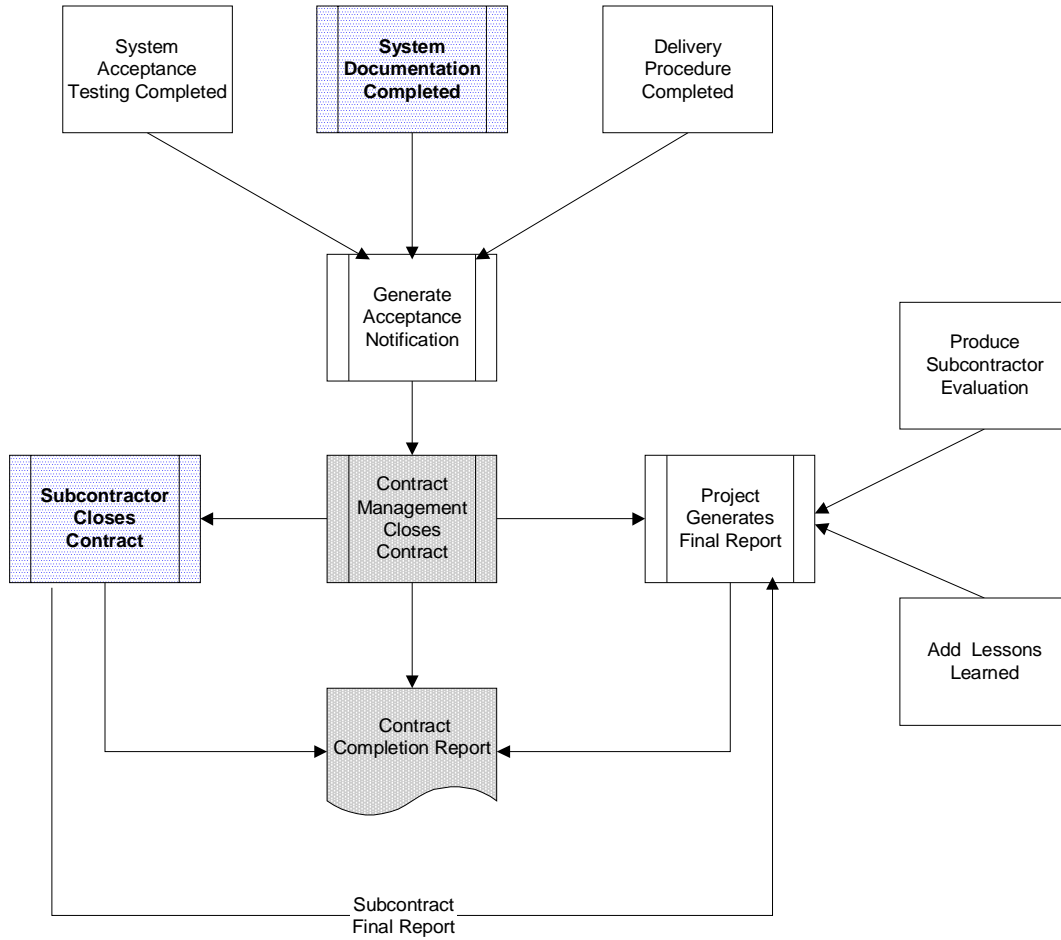 System
Acceptance
Testing Completed
System
Documentation
Completed
Delivery
Procedure
Completed
Generate
Acceptance
Notification
Produce
Subcontractor
Evaluation
Subcontractor
Closes
Contract
Contract
Management
Closes
Contract
Project
Generates
Final Report
Add Lessons
Learned
Contract
Completion Report
Subcontract
Final Report